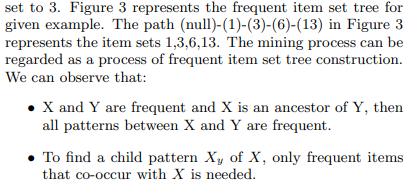 set to 3. Figure 3 represents the frequent item set tree for
given example. The path (null)-(1)-(3)-(6)-(13) in Figure 3
represents the item sets 1,3,6,13. The mining process can be
regarded as a process of frequent item set tree construction.
We can observe that:
• X and Y are frequent and X is an ancestor of Y, then
all patterns between X and Y are frequent.
• To find a child pattern Xy of X, only frequent items
that co-occur with X is needed.